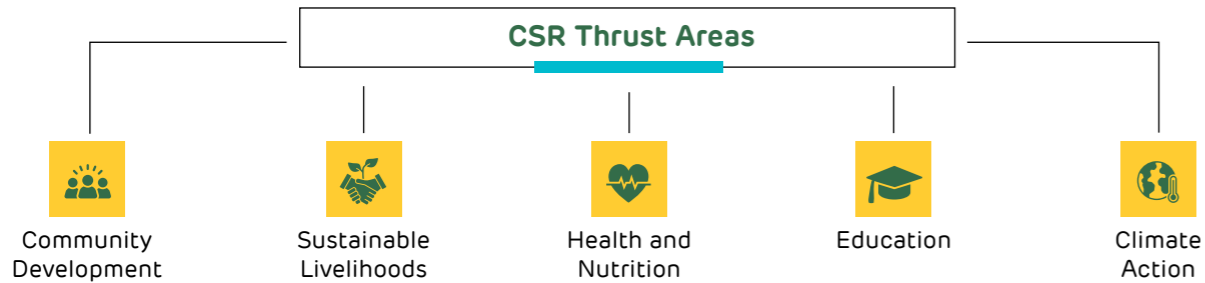 CSR Thrust Areas
Community
Development
Sustainable
Livelihoods
Health and
Nutrition
Education
Climate
Action